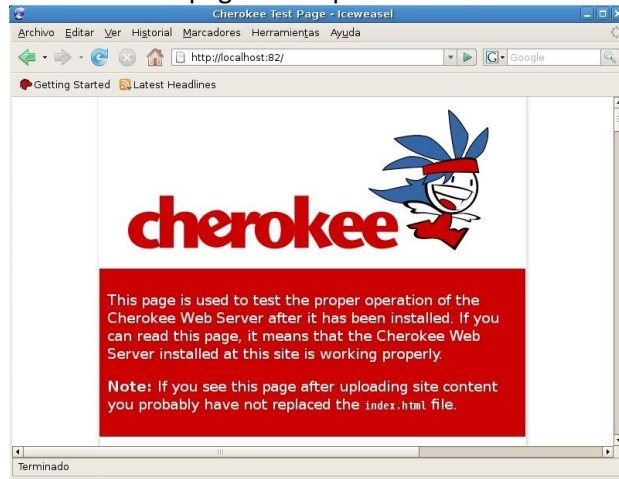 Cherokee Test Page - Iceweasel
Archivo Editar Ver Historial Marcadores Herramientas Ayuda
http://localhost:82/
Google
Getting Started Latest Headlines
cherokee
This page is used to test the proper operation of the
Cherokee Web Server after it has been installed. If you
can read this page, it means that the Cherokee Web
Server installed at this site is working properly.
Note: If you see this page after uploading site content
you probably have not replaced the index.html file.
Terminado